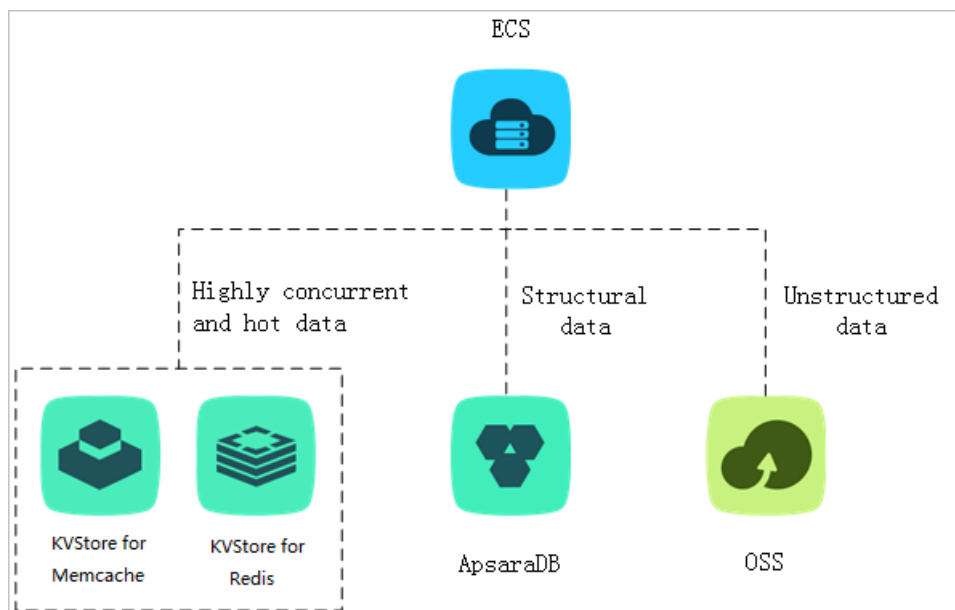 ECS
Highly concurrent
and hot data
Structural
data
Unstructured
data
KVStore for
Memcache
KVStore for
Redis
ApsaraDB
OSS